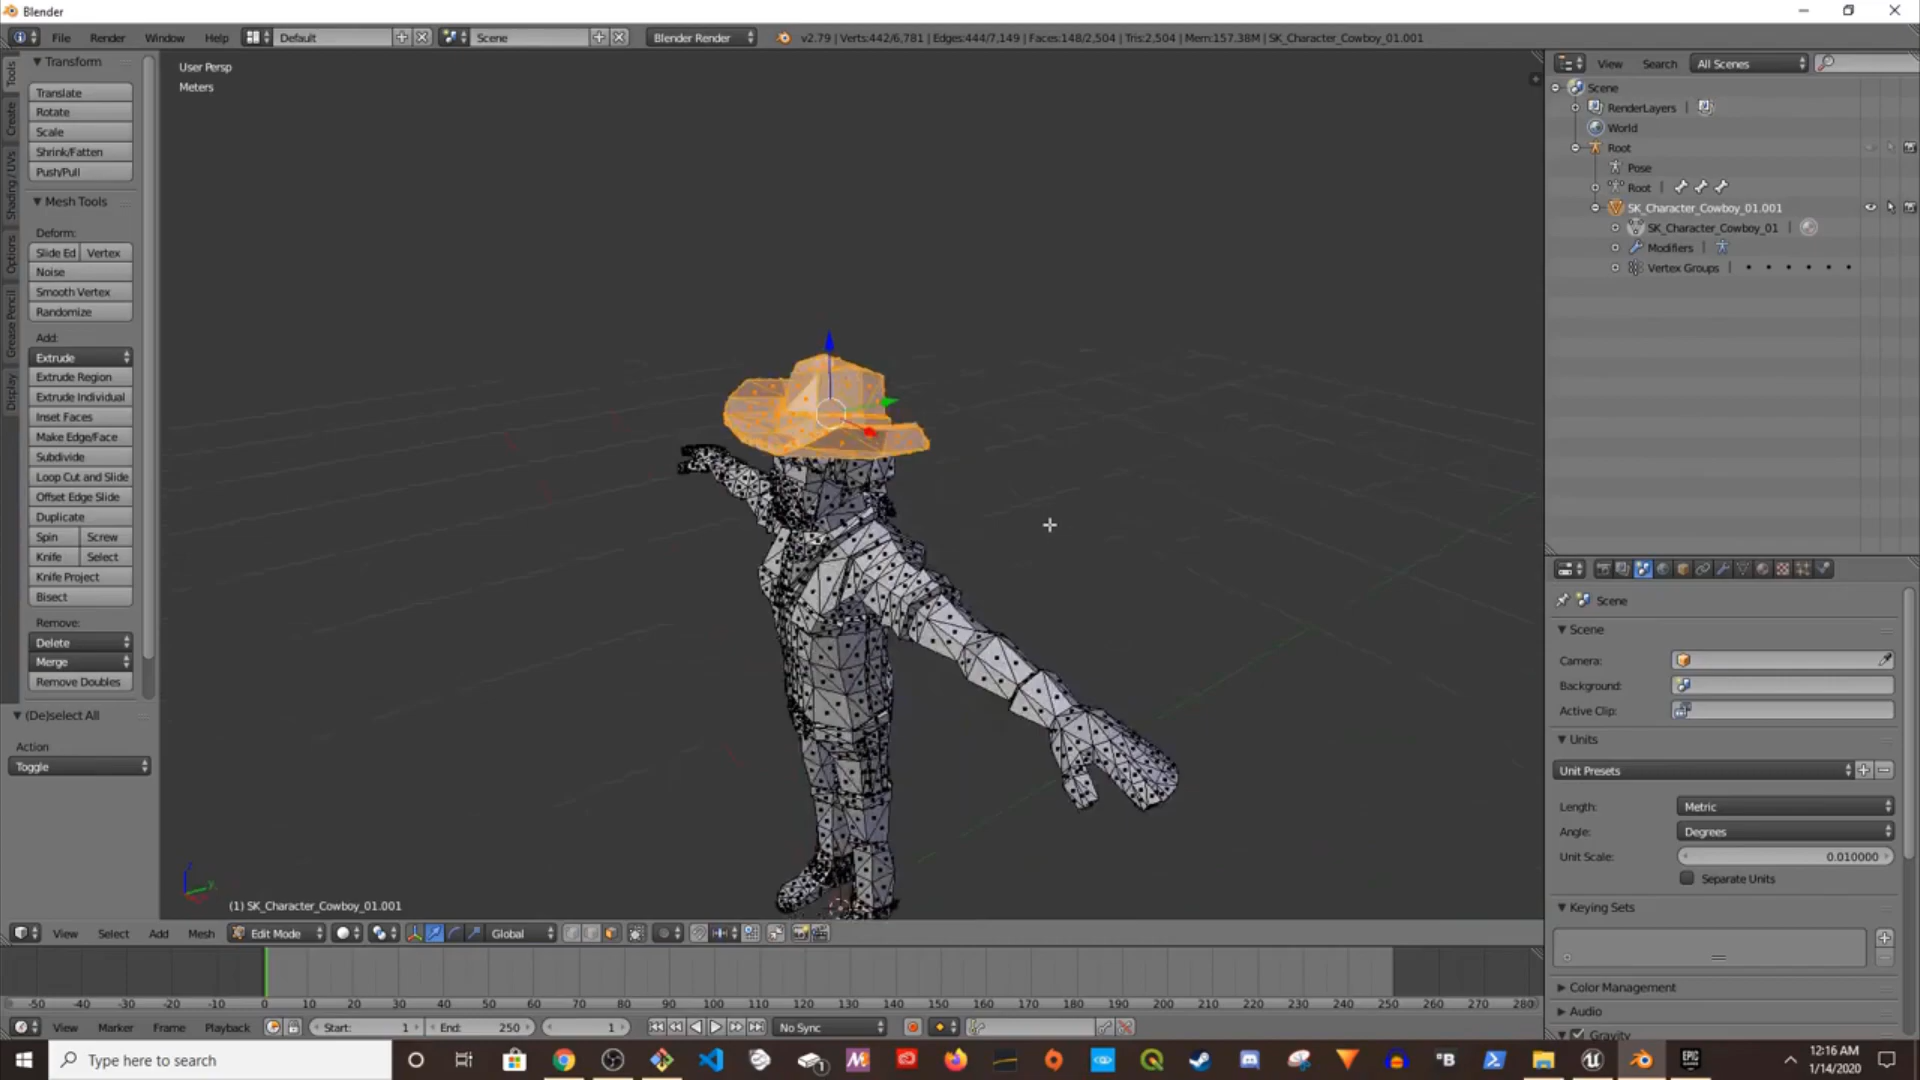 Blender
File Render Window Help Default Scene Blender Render v2.79 | Verts:442/6,781 | Edges:444/7,149 | Faces:148/2,504 | Tris:2,504 | Mem:157.38M | SK_Character_Cowboy_01.001
Tools
Create
Shading / UVs
Options
Grease Pencil
Display
Transform
Translate
Rotate
Scale
Shrink/Fatten
Push/Pull
Mesh Tools
Deform:
Slide Ed Vertex
Noise
Smooth Vertex
Randomize
Add:
Extrude
Extrude Region
Extrude Individual
Inset Faces
Make Edge/Face
Subdivide
Loop Cut and Slide
Offset Edge Slide
Duplicate
Spin Screw
Knife Select
Knife Project
Bisect
Remove:
Delete
Merge
Remove Doubles
(De)select All
Action
Toggle
User Persp
Meters
(1) SK_Character_Cowboy_01.001
View Search All Scenes
Scene
RenderLayers |
World
Root
Pose
Root |
SK_Character_Cowboy_01.001
SK_Character_Cowboy_01 |
Modifiers |
Vertex Groups |
Scene
Scene
Camera:
Background:
Active Clip:
Units
Unit Presets
Length: Metric
Angle: Degrees
Unit Scale: 0.010000
Separate Units
Keying Sets
Color Management
Audio
Gravity
View Select Add Mesh Edit Mode Global
-50 -40 -30 -20 -10 0 10 20 30 40 50 60 70 80 90 100 110 120 130 140 150 160 170 180 190 200 210 220 230 240 250 260 270 280
View Marker Frame Playback Start: 1 End: 250 1 No Sync
Type here to search
12:16 AM
1/14/2020